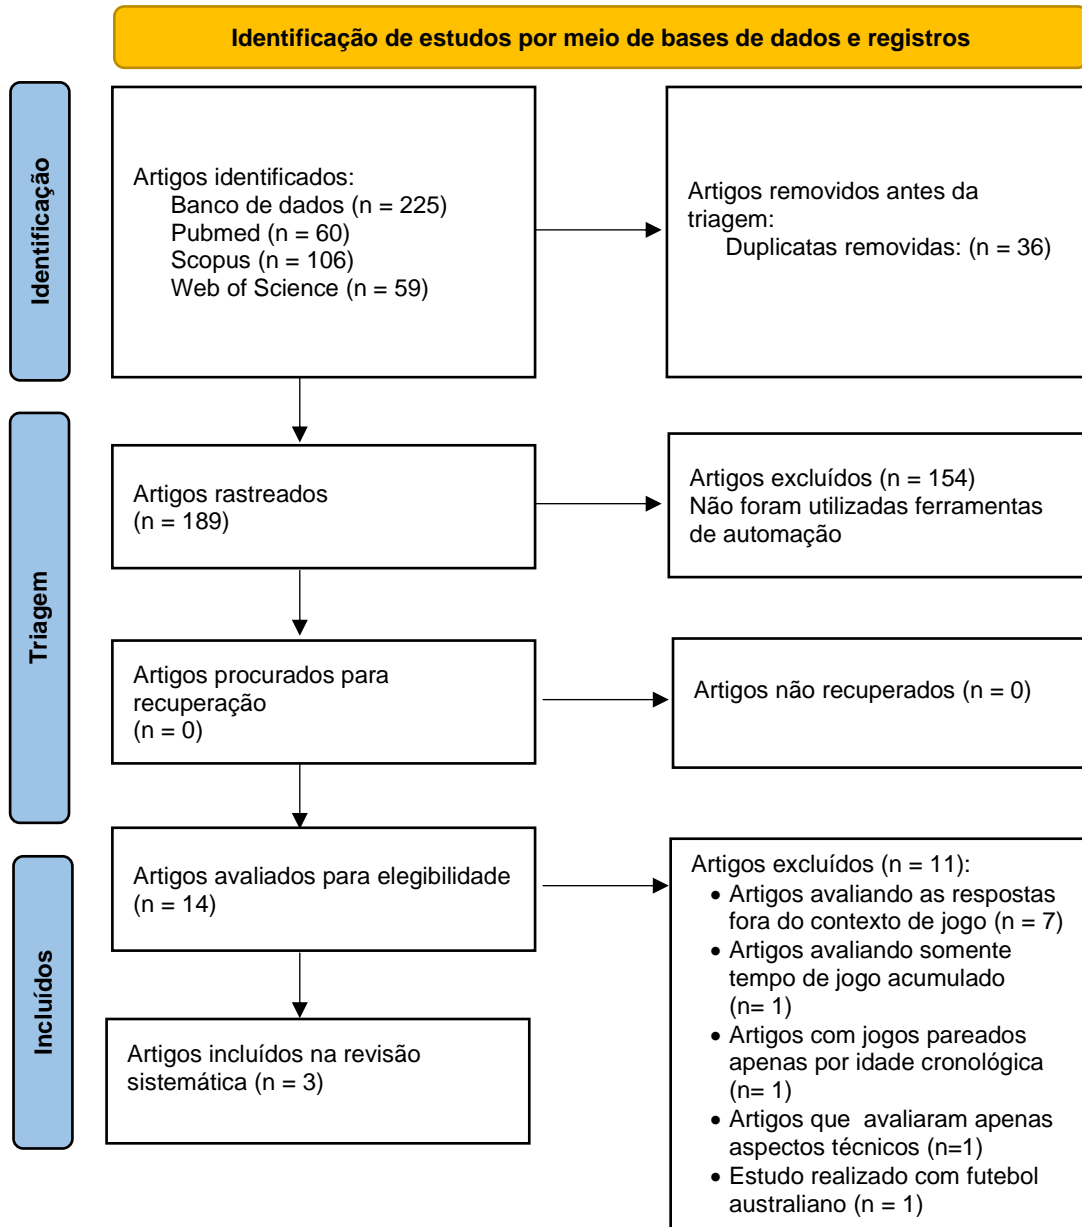 Identificação de estudos por meio de bases de dados e registros
Identificação
Artigos identificados:
Banco de dados (n = 225)
Pubmed (n = 60)
Scopus (n = 106)
Web of Science (n = 59)
Artigos removidos antes da
triagem:
Duplicatas removidas: (n = 36)
Triagem
Artigos rastreados
(n = 189)
Artigos excluídos (n = 154)
Não foram utilizadas ferramentas
de automação
Artigos procurados para
recuperação
(n = 0)
Artigos não recuperados (n = 0)
Artigos avaliados para elegibilidade
(n = 14)
Artigos excluídos (n = 11):
• Artigos avaliando as respostas
fora do contexto de jogo (n = 7)
• Artigos avaliando somente
tempo de jogo acumulado
(n= 1)
• Artigos com jogos pareados
apenas por idade cronológica
(n= 1)
• Artigos que avaliaram apenas
aspectos técnicos (n=1)
• Estudo realizado com futebol
australiano (n = 1)
Incluídos
Artigos incluídos na revisão
sistemática (n = 3)